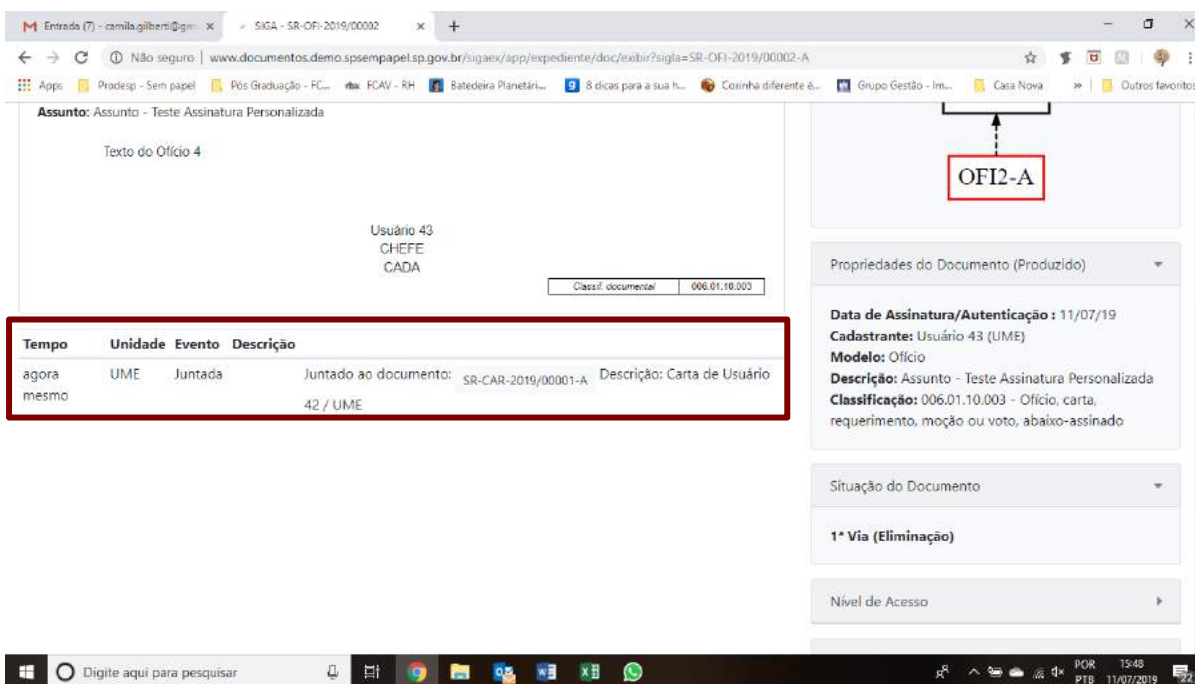 Entrada (7) - camila.gilberti@gm
SIGA - SR-OFI-2019/00002
Não seguro | www.documentos.demo.spsempapel.sp.gov.br/sigaex/app/expediente/doc/exibir?sigla=SR-OFI-2019/00002-A
Apps Prodesp - Sem papel Pós Graduação - FC... FCAV - RH Batedeira Planetári... 8 dicas para a sua h... Coxinha diferente é... Grupo Gestão - Im... Casa Nova » Outros favoritos
Assunto: Assunto - Teste Assinatura Personalizada
Texto do Ofício 4
Usuário 43
CHEFE
CADA
Classif. documental 006.01.10.003
Tempo Unidade Evento Descrição
agora mesmo UME Juntada Juntado ao documento: SR-CAR-2019/00001-A Descrição: Carta de Usuário
42 / UME
OFI2-A
Propriedades do Documento (Produzido)
Data de Assinatura/Autenticação : 11/07/19
Cadastrante: Usuário 43 (UME)
Modelo: Ofício
Descrição: Assunto - Teste Assinatura Personalizada
Classificação: 006.01.10.003 - Ofício, carta,
requerimento, moção ou voto, abaixo-assinado
Situação do Documento
1ª Via (Eliminação)
Nível de Acesso
Digite aqui para pesquisar
POR 15:48
PTB 11/07/2019
22